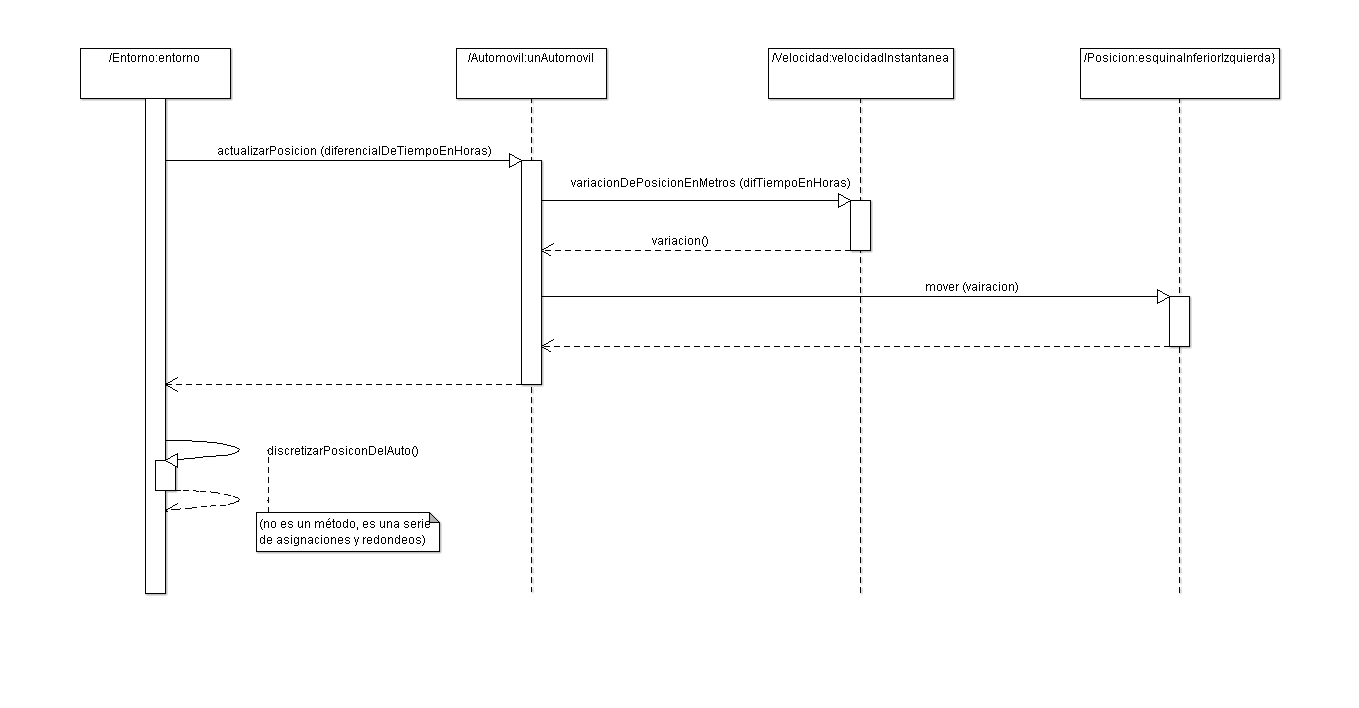 /Entorno:entorno
/Automovil:unAutomovil
/Velocidad:velocidadInstantanea
/Posicion:esquinaInferiorIzquierda}
actualizarPosicion (diferencialDeTiempoEnHoras)
variacionDePosicionEnMetros (difTiempoEnHoras)
variacion()
mover (vairacion)
discretizarPosiconDelAuto()
(no es un método, es una serie
de asignaciones y redondeos)